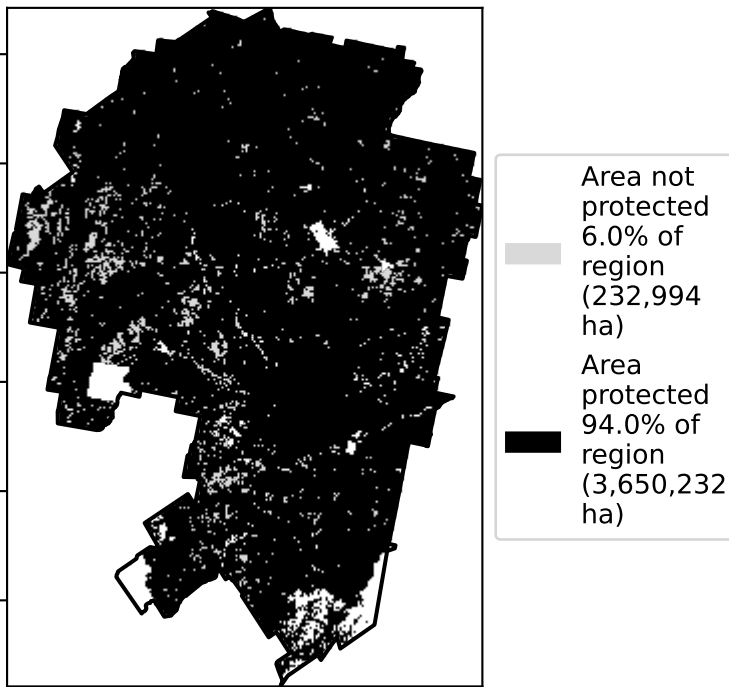 Area not
protected
6.0% of
region
(232,994
ha)
Area
protected
94.0% of
region
(3,650,232
ha)